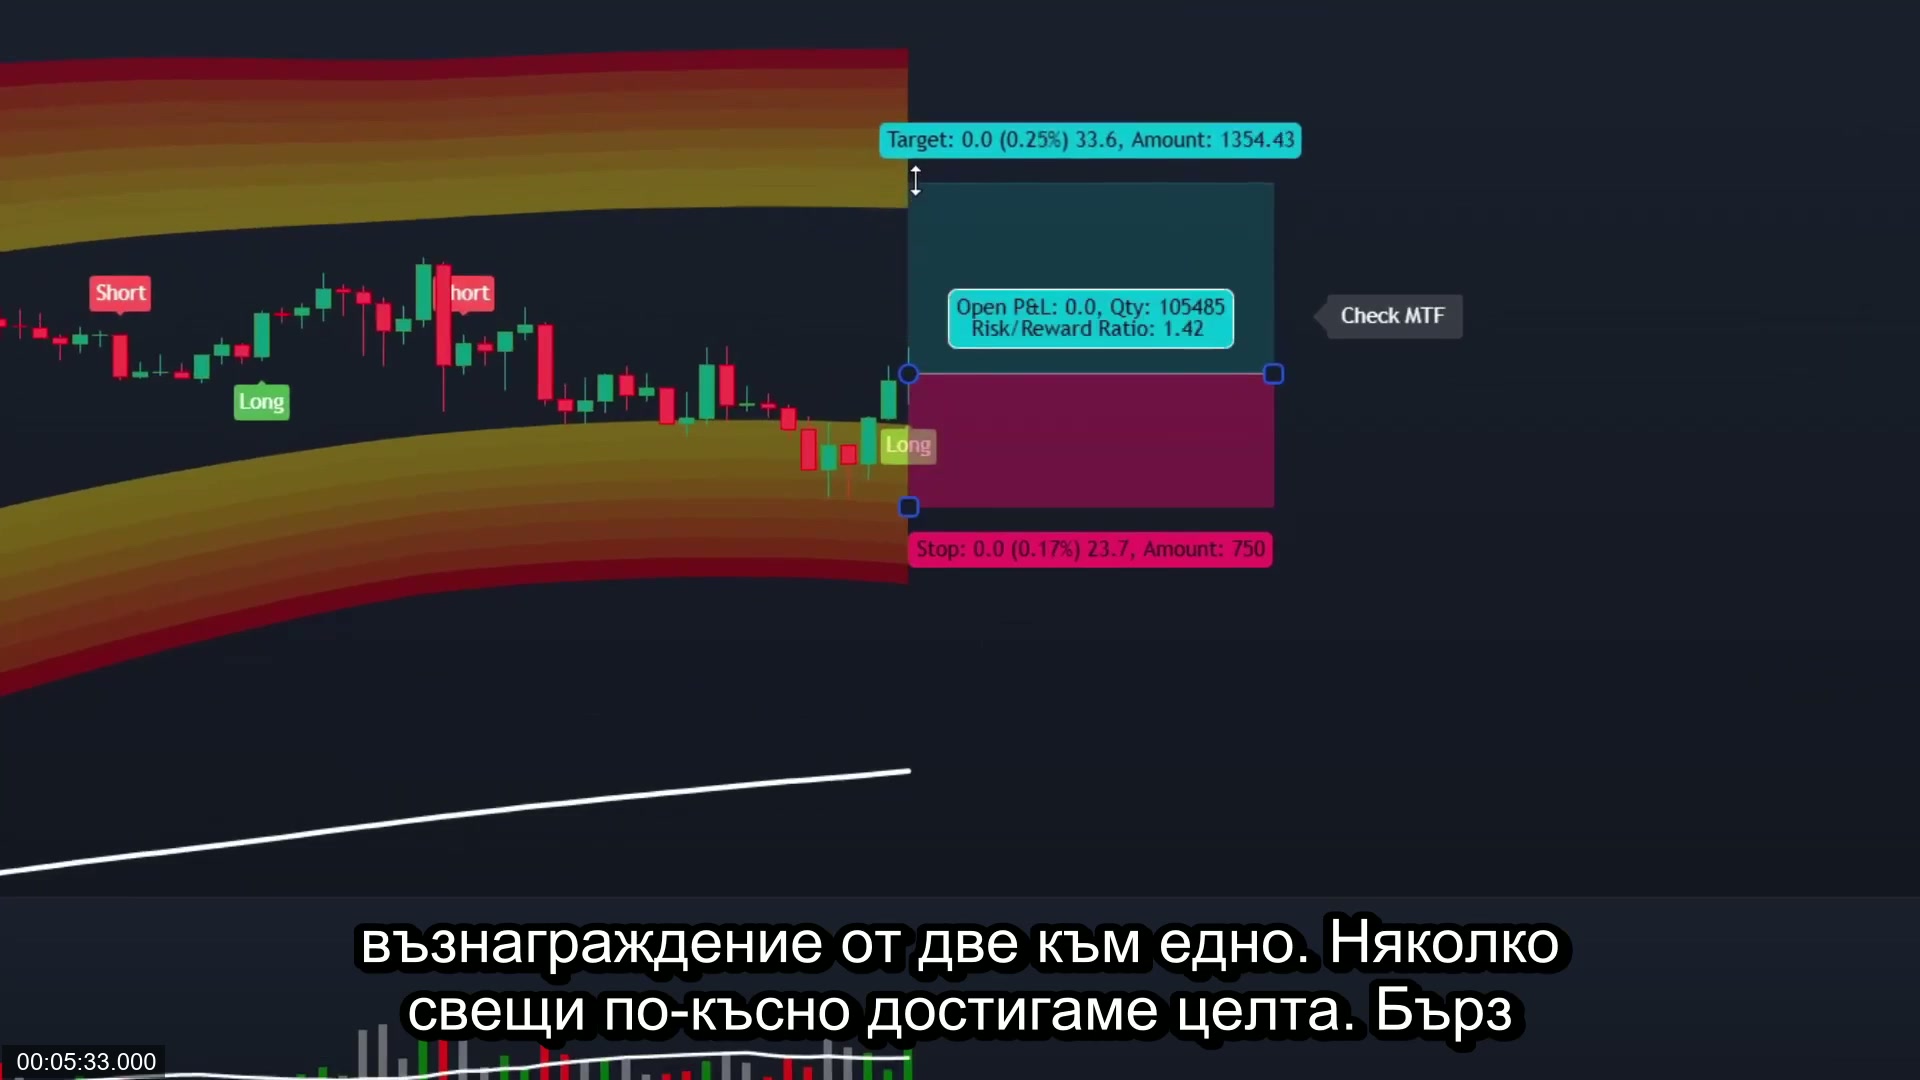 Target: 0.0 (0.25%) 33.6, Amount: 1354.43
Short
Short
Open P&L: 0.0, Qty: 105485
Risk/Reward Ratio: 1.42
Check MTF
Long
Long
Stop: 0.0 (0.17%) 23.7, Amount: 750
възнаграждение от две към едно. Няколко
свещи по-късно достигаме целта. Бърз
00:05:33.000